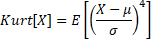 Kurt[X] = E[((X − μ)/σ)⁴]